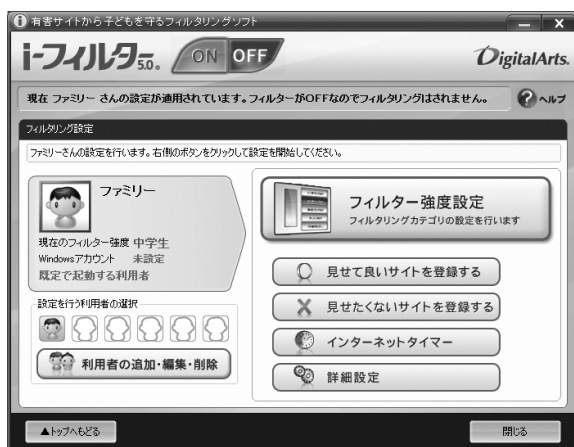 有害サイトから子どもを守るフィルタリングソフト
i-フィルター 5.0
ON OFF
DigitalArts.
現在 ファミリー さんの設定が適用されています。フィルターがOFFなのでフィルタリングはされません。
ヘルプ
フィルタリング設定
ファミリーさんの設定を行います。右側のボタンをクリックして設定を開始してください。
ファミリー
現在のフィルター強度 中学生
Windowsアカウント 未設定
既定で起動する利用者
設定を行う利用者の選択
利用者の追加・編集・削除
フィルター強度設定
フィルタリングカテゴリの設定を行います
見せて良いサイトを登録する
見せたくないサイトを登録する
インターネットタイマー
詳細設定
▲トップへもどる
閉じる